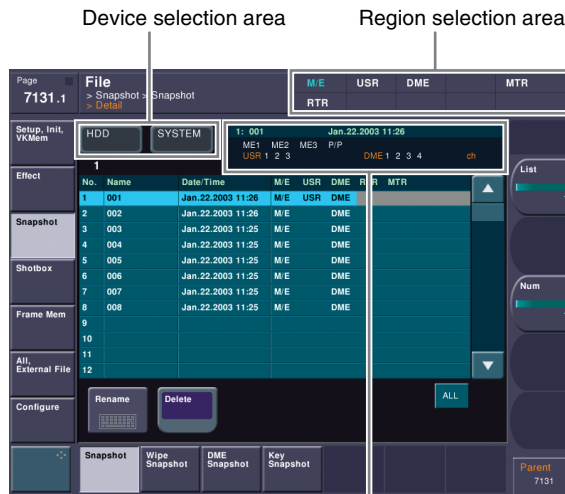 Device selection area
Region selection area
Page
7131.1
File
> Snapshot > Snapshot
> Detail
M/E USR DME MTR
RTR
Setup, Init,
VKMem
Effect
Snapshot
Shotbox
Frame Mem
All,
External File
Configure
HDD
SYSTEM
1: 001 Jan.22.2003 11:26
ME1 ME2 ME3 P/P
USR 1 2 3 DME 1 2 3 4 ch
1
No. Name Date/Time M/E USR DME MTR
1 001 Jan.22.2003 11:26 M/E USR DME
2 002 Jan.22.2003 11:26 M/E DME
3 003 Jan.22.2003 11:25 M/E DME
4 004 Jan.22.2003 11:25 M/E DME
5 005 Jan.22.2003 11:25 M/E DME
6 006 Jan.22.2003 11:25 M/E DME
7 007 Jan.22.2003 11:25 M/E DME
8 008 Jan.22.2003 11:25 M/E DME
9
10
11
12
List
Num
Rename
Delete
ALL
Snapshot
Wipe
Snapshot
DME
Snapshot
Key
Snapshot
Parent
7131